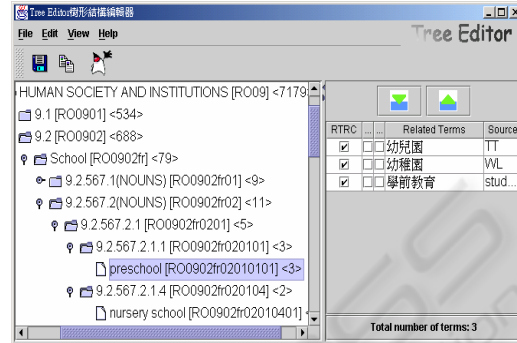 Tree Editor樹形結構編輯器
File Edit View Help
Tree Editor
HUMAN SOCIETY AND INSTITUTIONS [RO09] <7179
9.1 [RO0901] <534>
9.2 [RO0902] <688>
School [RO0902fr] <79>
9.2.567.1(NOUNS) [RO0902fr01] <9>
9.2.567.2(NOUNS) [RO0902fr02] <11>
9.2.567.2.1 [RO0902fr0201] <5>
9.2.567.2.1.1 [RO0902fr020101] <3>
preschool [RO0902fr02010101] <3>
9.2.567.2.1.4 [RO0902fr020104] <2>
nursery school [RO0902fr02010401]
RTRC ... ... Related Terms Source
幼兒園 TT
幼稚園 WL
學前教育 stud...
Total number of terms: 3